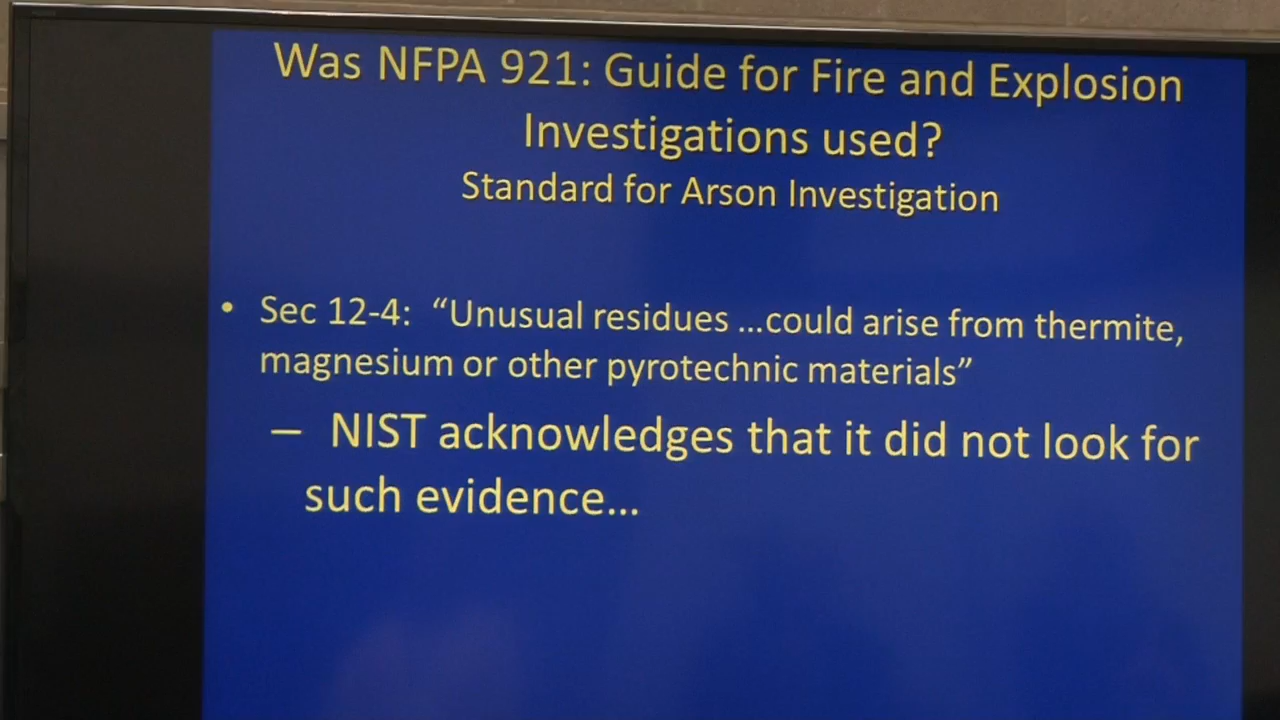 Was NFPA 921: Guide for Fire and Explosion
Investigations used?
Standard for Arson Investigation
• Sec 12-4: “Unusual residues ...could arise from thermite,
magnesium or other pyrotechnic materials”
– NIST acknowledges that it did not look for
such evidence...